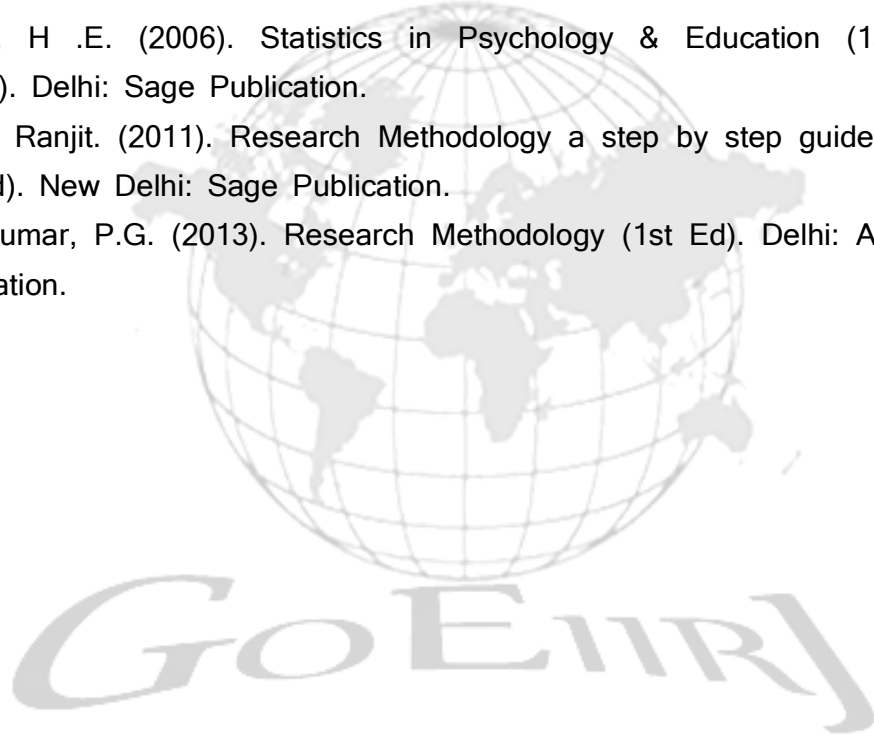 H .E. (2006). Statistics in Psychology & Education (1
). Delhi: Sage Publication.
Ranjit. (2011). Research Methodology a step by step guide
d). New Delhi: Sage Publication.
umar, P.G. (2013). Research Methodology (1st Ed). Delhi: A
ation.
GOEIIRJ